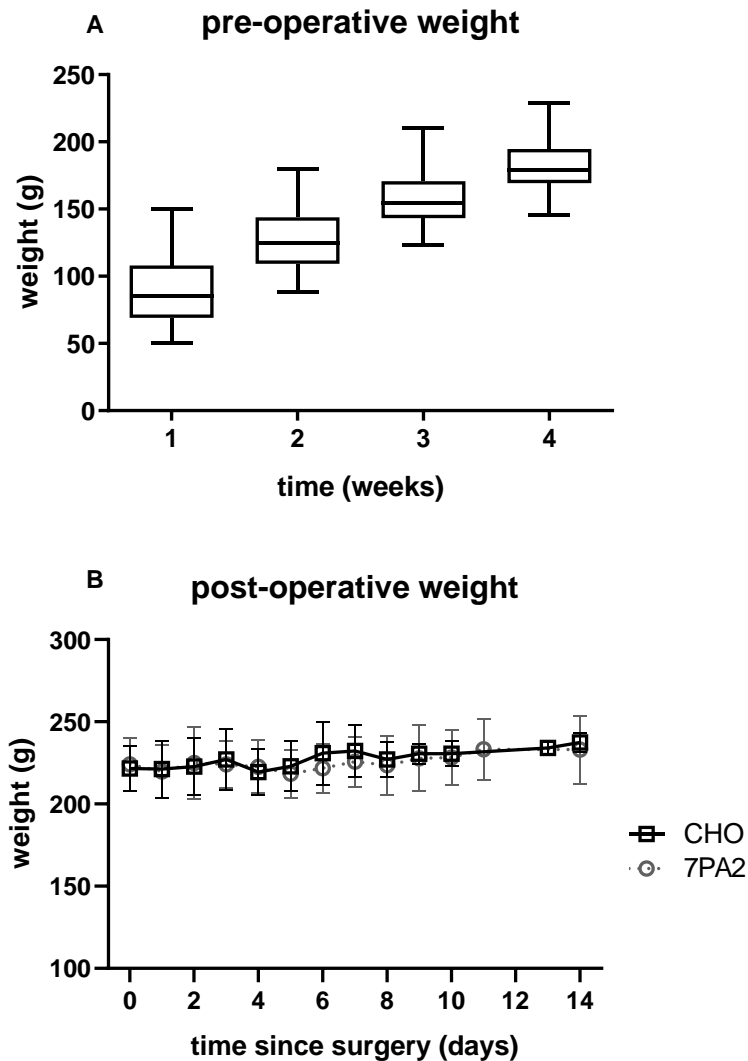 A
pre-operative weight
250
200
150
100
50
0
weight (g)
1 2 3 4
time (weeks)
B
post-operative weight
300
250
200
150
100
weight (g)
0 2 4 6 8 10 12 14
time since surgery (days)
CHO
7PA2